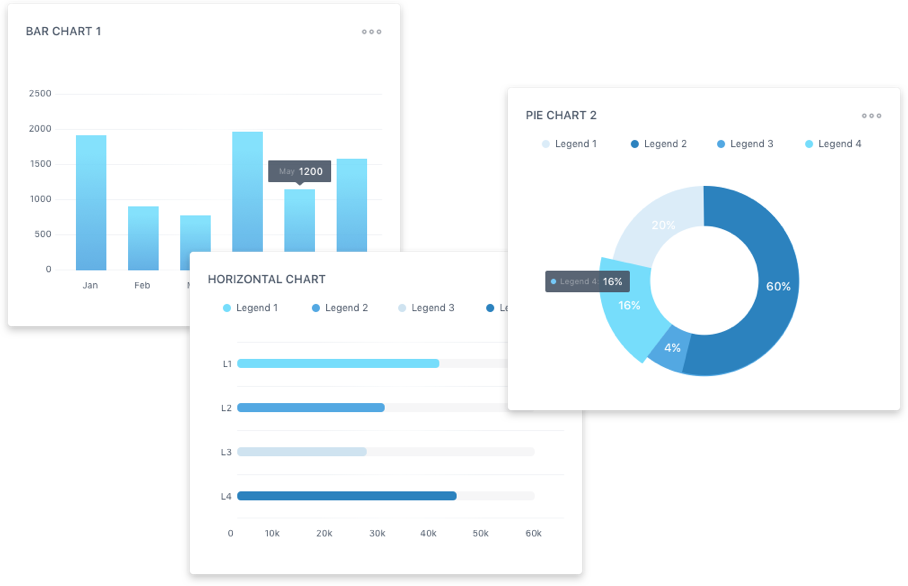 BAR CHART 1
2500
2000
1500
1000
500
0
May 1200
Jan
Feb
HORIZONTAL CHART
Legend 1
Legend 2
Legend 3
L1
L2
L3
L4
0
10k
20k
30k
40k
50k
60k
PIE CHART 2
Legend 1
Legend 2
Legend 3
Legend 4
20%
Legend 4: 16%
16%
4%
60%